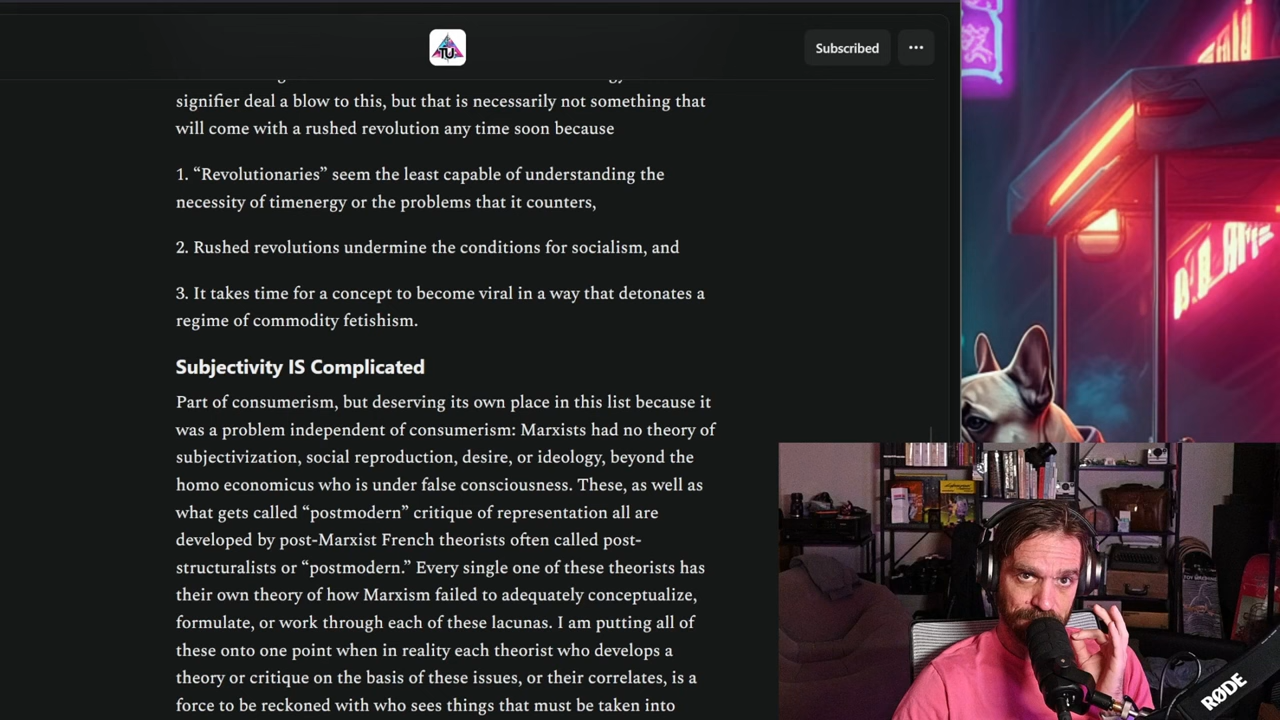 TU
Subscribed
signifier deal a blow to this, but that is necessarily not something that
will come with a rushed revolution any time soon because
1. “Revolutionaries” seem the least capable of understanding the
necessity of timenergy or the problems that it counters,
2. Rushed revolutions undermine the conditions for socialism, and
3. It takes time for a concept to become viral in a way that detonates a
regime of commodity fetishism.
Subjectivity IS Complicated
Part of consumerism, but deserving its own place in this list because it
was a problem independent of consumerism: Marxists had no theory of
subjectivization, social reproduction, desire, or ideology, beyond the
homo economicus who is under false consciousness. These, as well as
what gets called “postmodern” critique of representation all are
developed by post-Marxist French theorists often called post-
structuralists or “postmodern.” Every single one of these theorists has
their own theory of how Marxism failed to adequately conceptualize,
formulate, or work through each of these lacunas. I am putting all of
these onto one point when in reality each theorist who develops a
theory or critique on the basis of these issues, or their correlates, is a
force to be reckoned with who sees things that must be taken into
RØDE